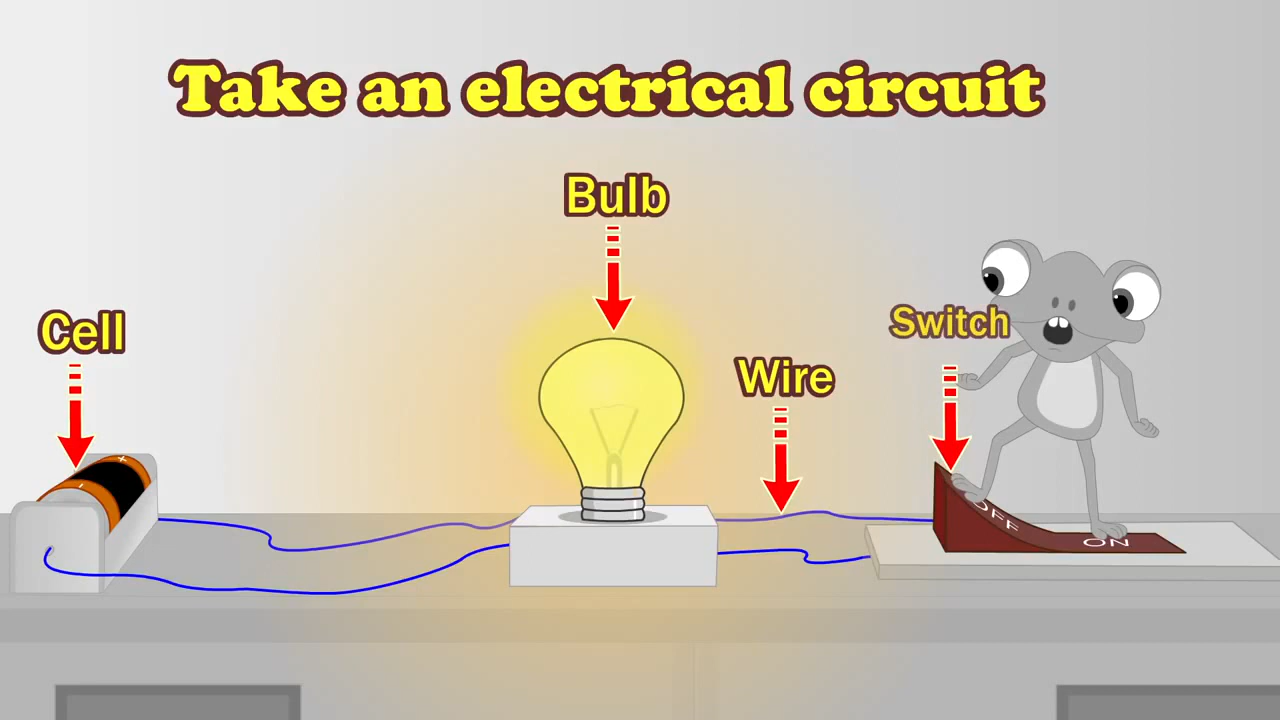 Take an electrical circuit
Bulb
Cell
Switch
Wire
+
-
OFF
ON